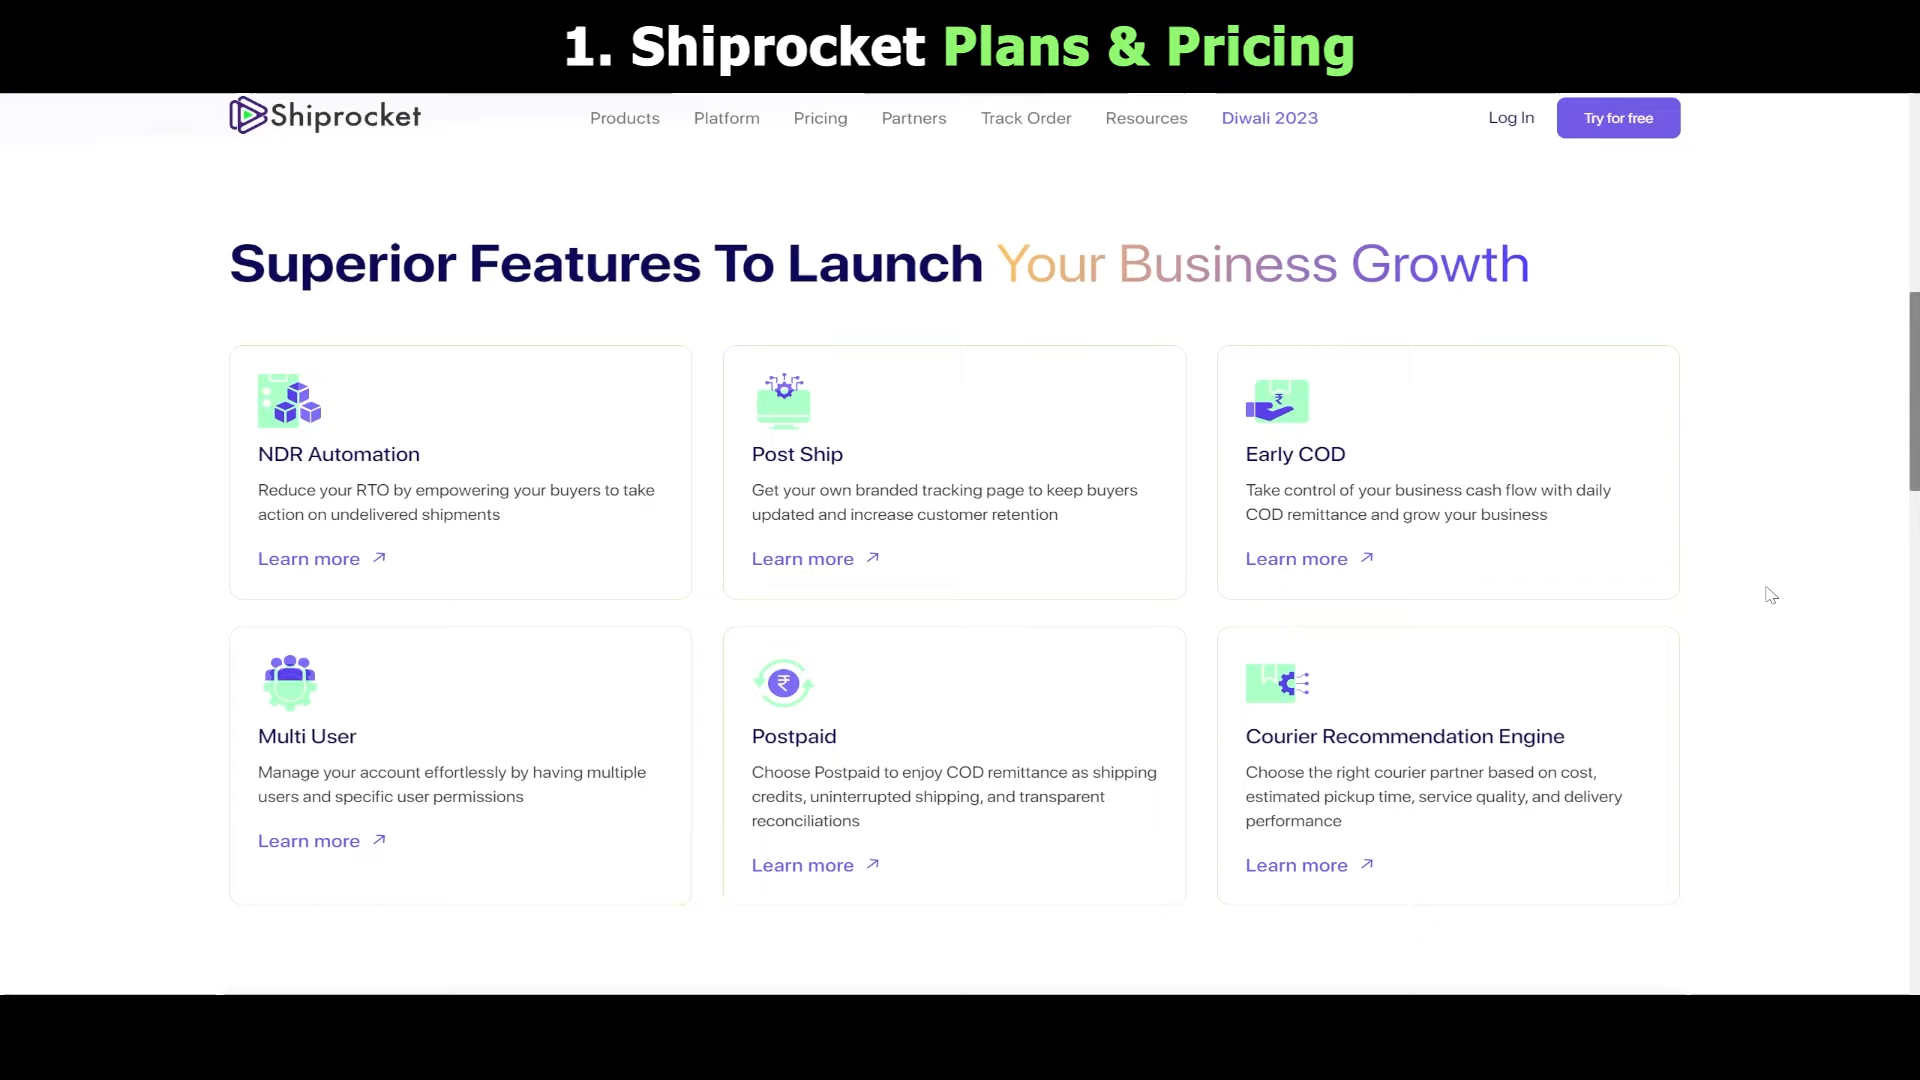 1. Shiprocket Plans & Pricing
Shiprocket
Products Platform Pricing Partners Track Order Resources Diwali 2023 Log In Try for free
Superior Features To Launch Your Business Growth
NDR Automation
Reduce your RTO by empowering your buyers to take
action on undelivered shipments
Learn more
Post Ship
Get your own branded tracking page to keep buyers
updated and increase customer retention
Learn more
Early COD
Take control of your business cash flow with daily
COD remittance and grow your business
Learn more
Multi User
Manage your account effortlessly by having multiple
users and specific user permissions
Learn more
Postpaid
Choose Postpaid to enjoy COD remittance as shipping
credits, uninterrupted shipping, and transparent
reconciliations
Learn more
Courier Recommendation Engine
Choose the right courier partner based on cost,
estimated pickup time, service quality, and delivery
performance
Learn more